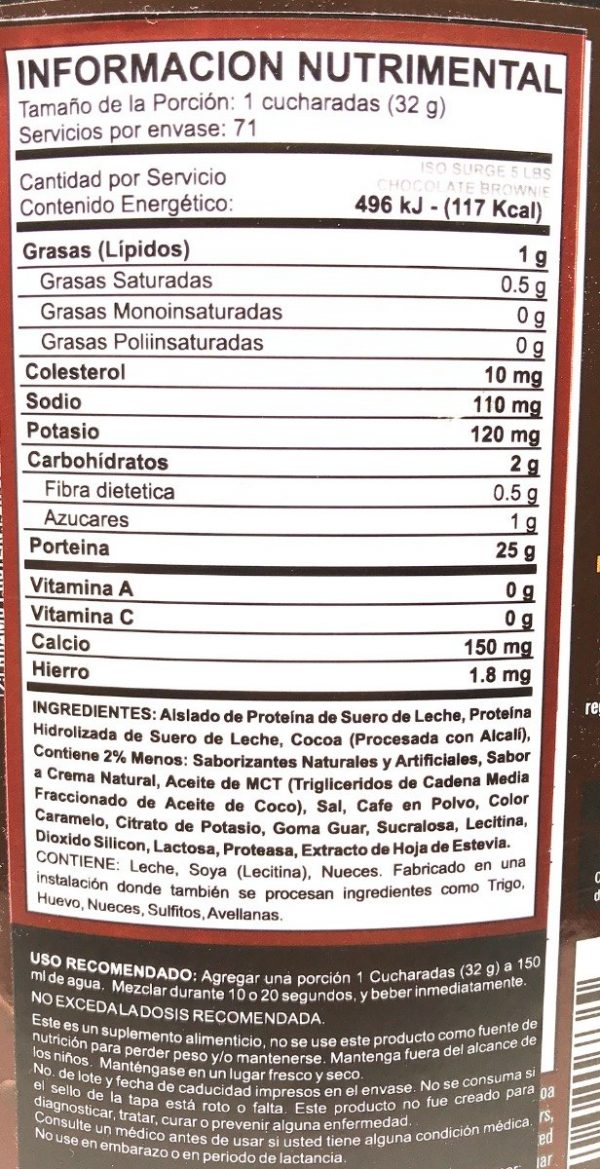 INFORMACION NUTRIMENTAL
Tamaño de la Porción: 1 cucharadas (32 g)
Servicios por envase: 71
ISO SURGE 5 LBS
CHOCOLATE BROWNIE
Cantidad por Servicio
Contenido Energético: 496 kJ - (117 Kcal)
Grasas (Lípidos) 1 g
Grasas Saturadas 0.5 g
Grasas Monoinsaturadas 0 g
Grasas Poliinsaturadas 0 g
Colesterol 10 mg
Sodio 110 mg
Potasio 120 mg
Carbohídratos 2 g
Fibra dietetica 0.5 g
Azucares 1 g
Porteina 25 g
Vitamina A 0 g
Vitamina C 0 g
Calcio 150 mg
Hierro 1.8 mg
INGREDIENTES: Alslado de Proteína de Suero de Leche, Proteína
Hidrolizada de Suero de Leche, Cocoa (Procesada con Alcalí),
Contiene 2% Menos: Saborizantes Naturales y Artificiales, Sabor
a Crema Natural, Aceite de MCT (Trigliceridos de Cadena Media
Fraccionado de Aceite de Coco), Sal, Cafe en Polvo, Color
Caramelo, Citrato de Potasio, Goma Guar, Sucralosa, Lecitina,
Dioxido Silicon, Lactosa, Proteasa, Extracto de Hoja de Estevia.
CONTIENE: Leche, Soya (Lecitina), Nueces. Fabricado en una
instalación donde también se procesan ingredientes como Trigo,
Huevo, Nueces, Sulfitos, Avellanas.
USO RECOMENDADO: Agregar una porción 1 Cucharadas (32 g) a 150
ml de agua. Mezclar durante 10 o 20 segundos, y beber inmediatamente.
NO EXCEDA LA DOSIS RECOMENDADA.
Este es un suplemento alimenticio, no se use este producto como fuente de
nutrición para perder peso y/o mantenerse. Mantenga fuera del alcance de
los niños. Manténgase en un lugar fresco y seco.
No. de lote y fecha de caducidad impresos en el envase. No se consuma si
el sello de la tapa está roto o falta. Este producto no fue creado para
diagnosticar, tratar, curar o prevenir alguna enfermedad.
Consulte un médico antes de usar si usted tiene alguna condición médica.
No use en embarazo o en periodo de lactancia.